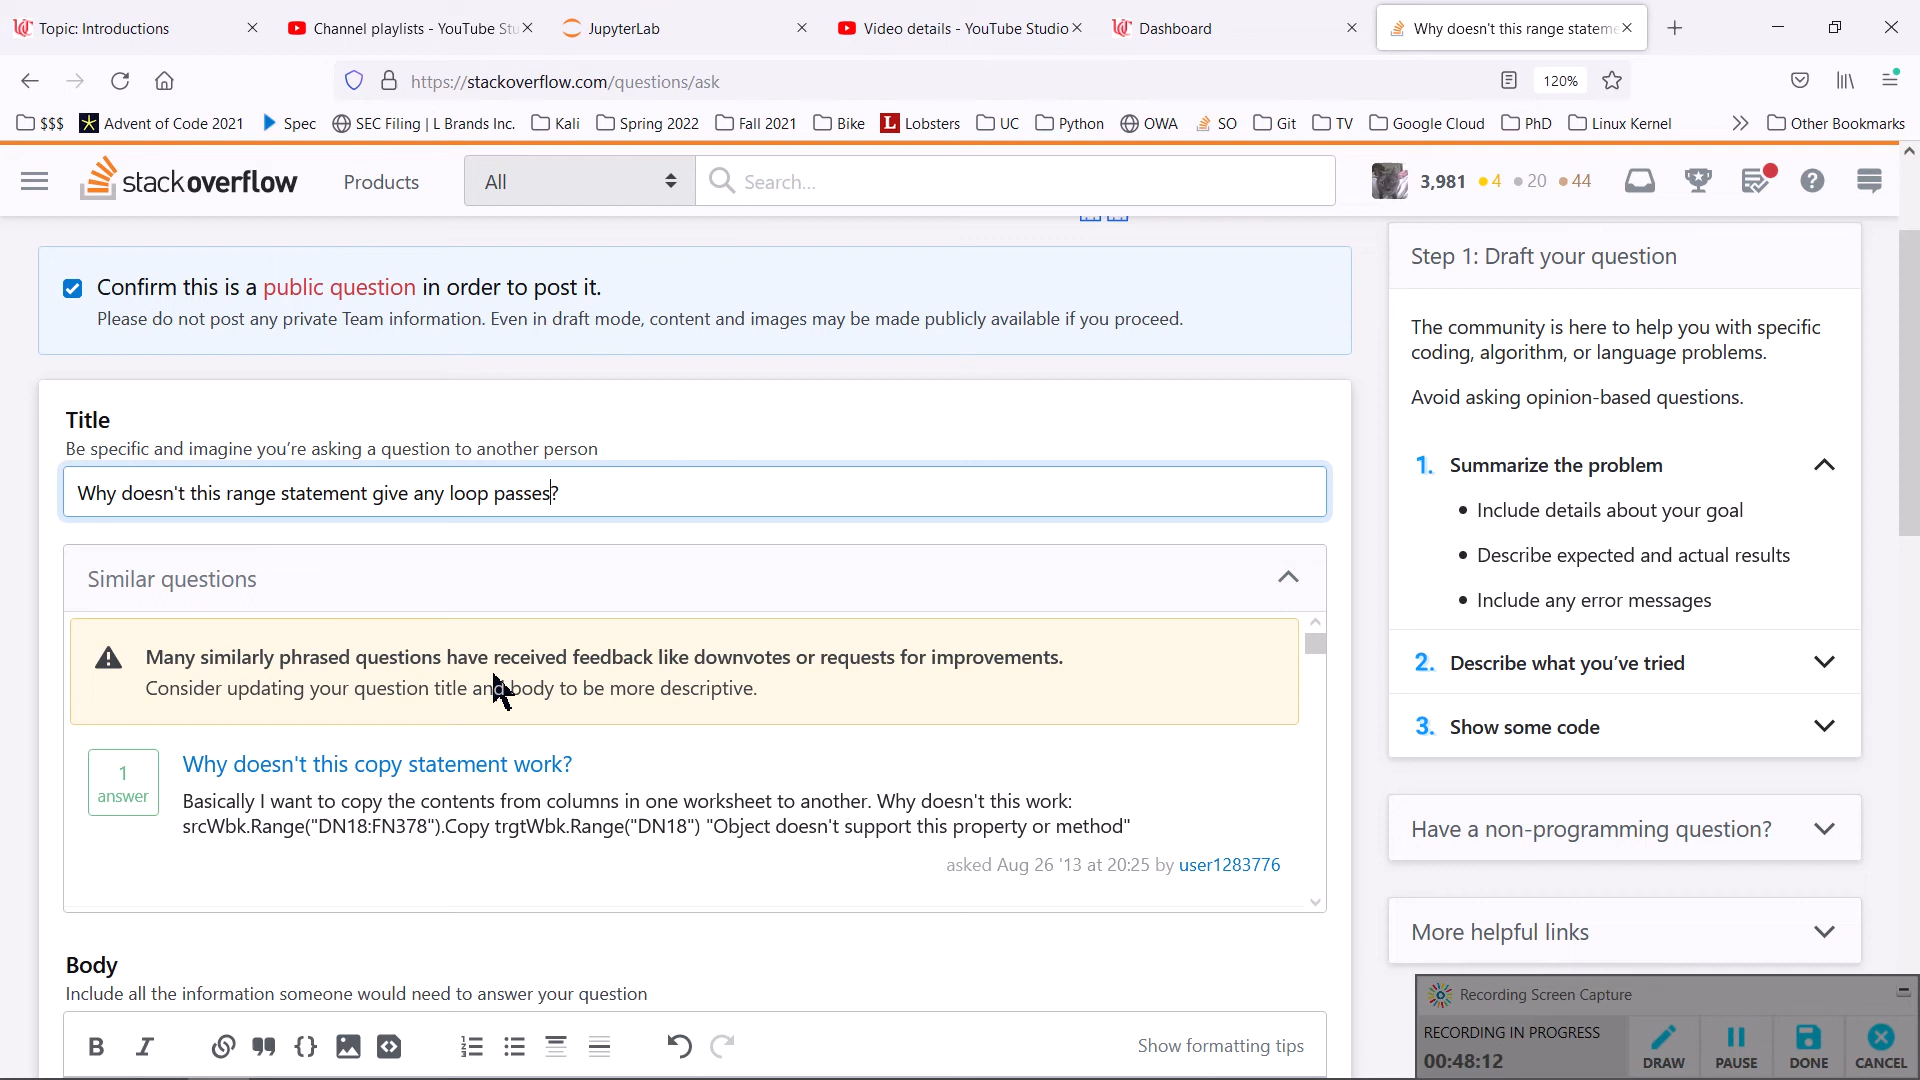 Topic: Introductions
Channel playlists - YouTube Stu
JupyterLab
Video details - YouTube Studio
Dashboard
Why doesn't this range stateme
https://stackoverflow.com/questions/ask
120%
$$$
Advent of Code 2021
Spec
SEC Filing | L Brands Inc.
Kali
Spring 2022
Fall 2021
Bike
Lobsters
UC
Python
OWA
SO
Git
TV
Google Cloud
PhD
Linux Kernel
Other Bookmarks
stackoverflow
Products
All
Search...
3,981 4 20 44
Confirm this is a public question in order to post it.
Please do not post any private Team information. Even in draft mode, content and images may be made publicly available if you proceed.
Title
Be specific and imagine you're asking a question to another person
Why doesn't this range statement give any loop passes?
Similar questions
Many similarly phrased questions have received feedback like downvotes or requests for improvements.
Consider updating your question title and body to be more descriptive.
1
answer
Why doesn't this copy statement work?
Basically I want to copy the contents from columns in one worksheet to another. Why doesn't this work:
srcWbk.Range("DN18:FN378").Copy trgtWbk.Range("DN18") "Object doesn't support this property or method"
asked Aug 26 '13 at 20:25 by user1283776
Body
Include all the information someone would need to answer your question
Show formatting tips
Step 1: Draft your question
The community is here to help you with specific
coding, algorithm, or language problems.
Avoid asking opinion-based questions.
1. Summarize the problem
• Include details about your goal
• Describe expected and actual results
• Include any error messages
2. Describe what you've tried
3. Show some code
Have a non-programming question?
More helpful links
Recording Screen Capture
RECORDING IN PROGRESS
00:48:12
DRAW
PAUSE
DONE
CANCEL